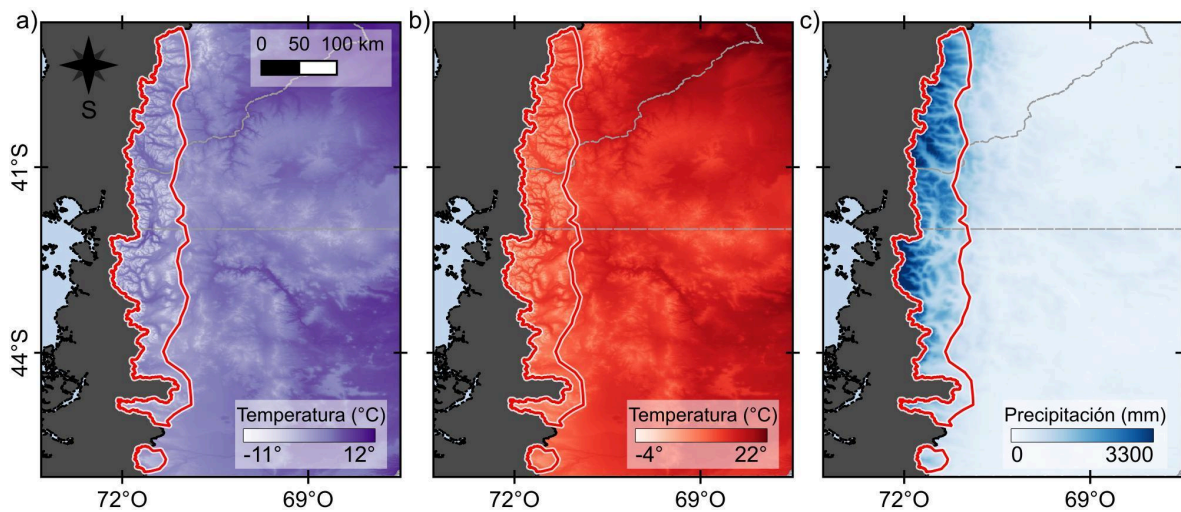 a)
S
0 50 100 km
41°S
44°S
Temperatura (°C)
-11° 12°
72°O 69°O
b)
Temperatura (°C)
-4° 22°
72°O 69°O
c)
Precipitación (mm)
0 3300
72°O 69°O